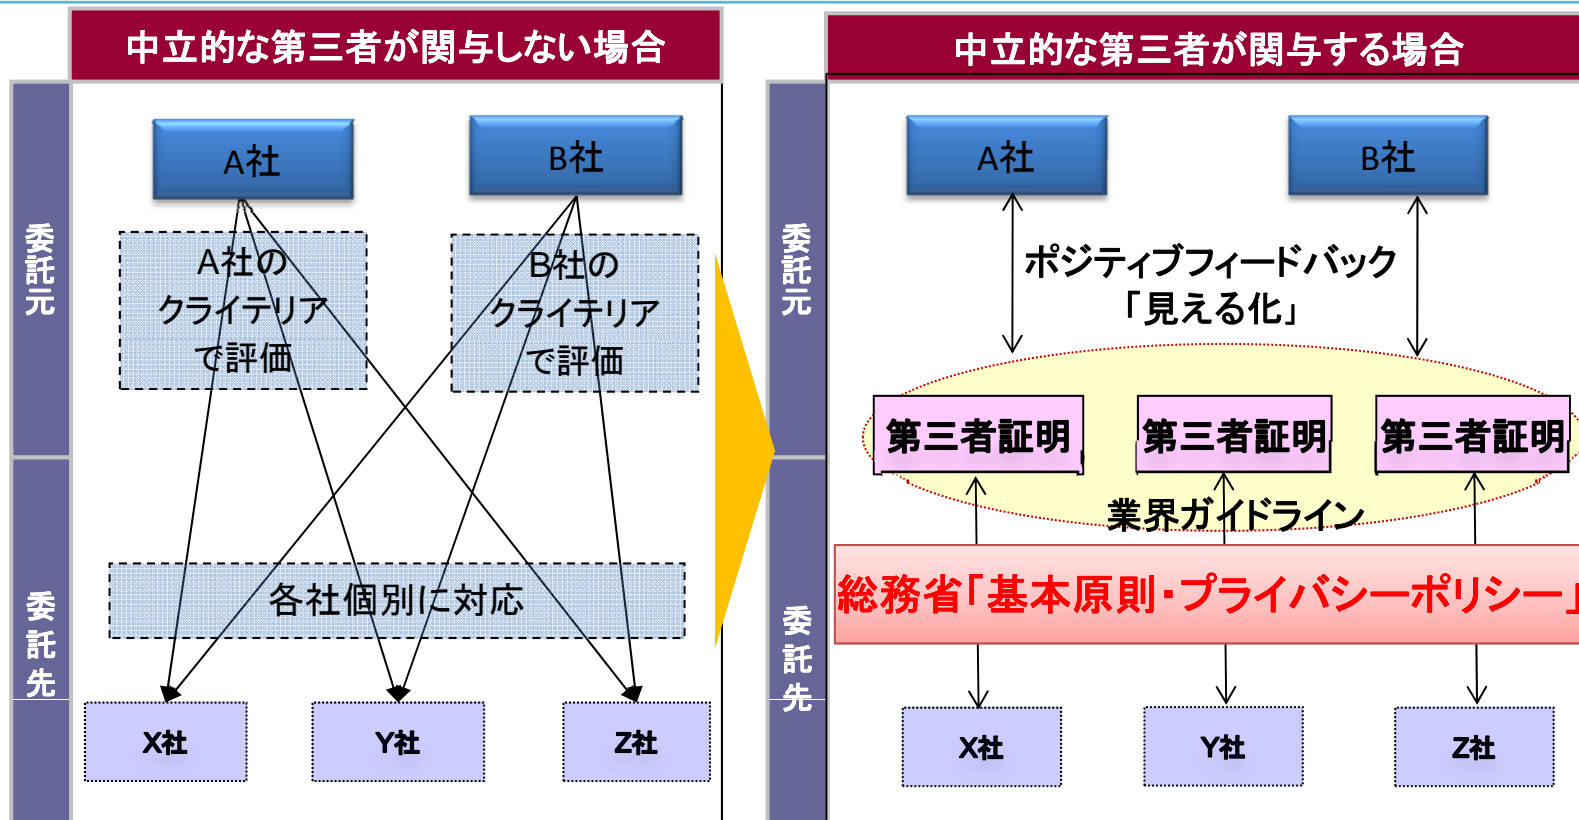 中立的な第三者が関与しない場合
委託元
A社
B社
A社の
クライテリア
で評価
B社の
クライテリア
で評価
委託先
各社個別に対応
X社
Y社
Z社
中立的な第三者が関与する場合
委託元
A社
B社
ポジティブフィードバック
「見える化」
第三者証明
第三者証明
第三者証明
業界ガイドライン
委託先
総務省「基本原則・プライバシーポリシー」
X社
Y社
Z社